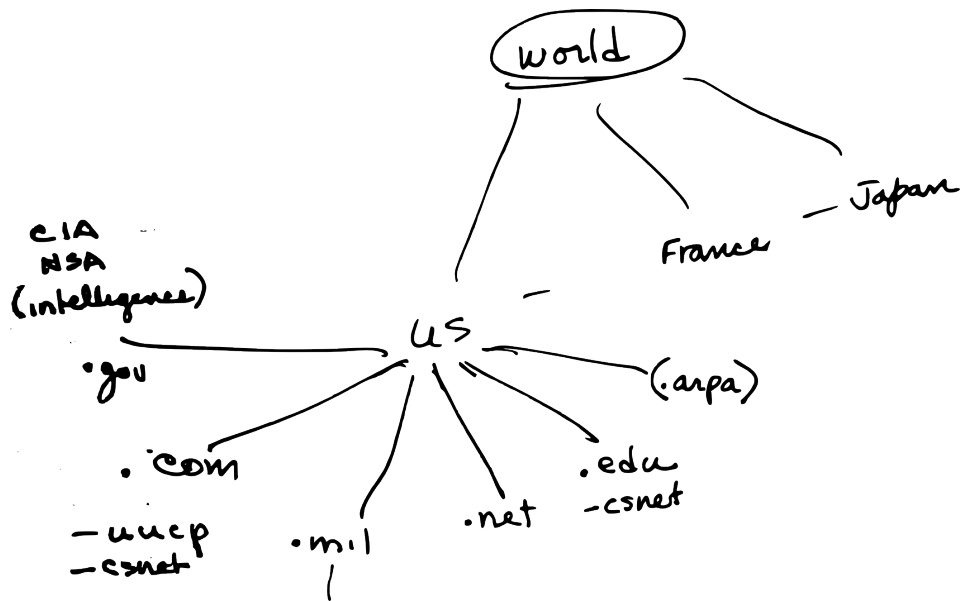 world
Japan
France
CIA
NSA
(intelligence)
US
.gov
(.arpa)
.com
.edu
-csnet
.net
-uucp
-csnet
.mil